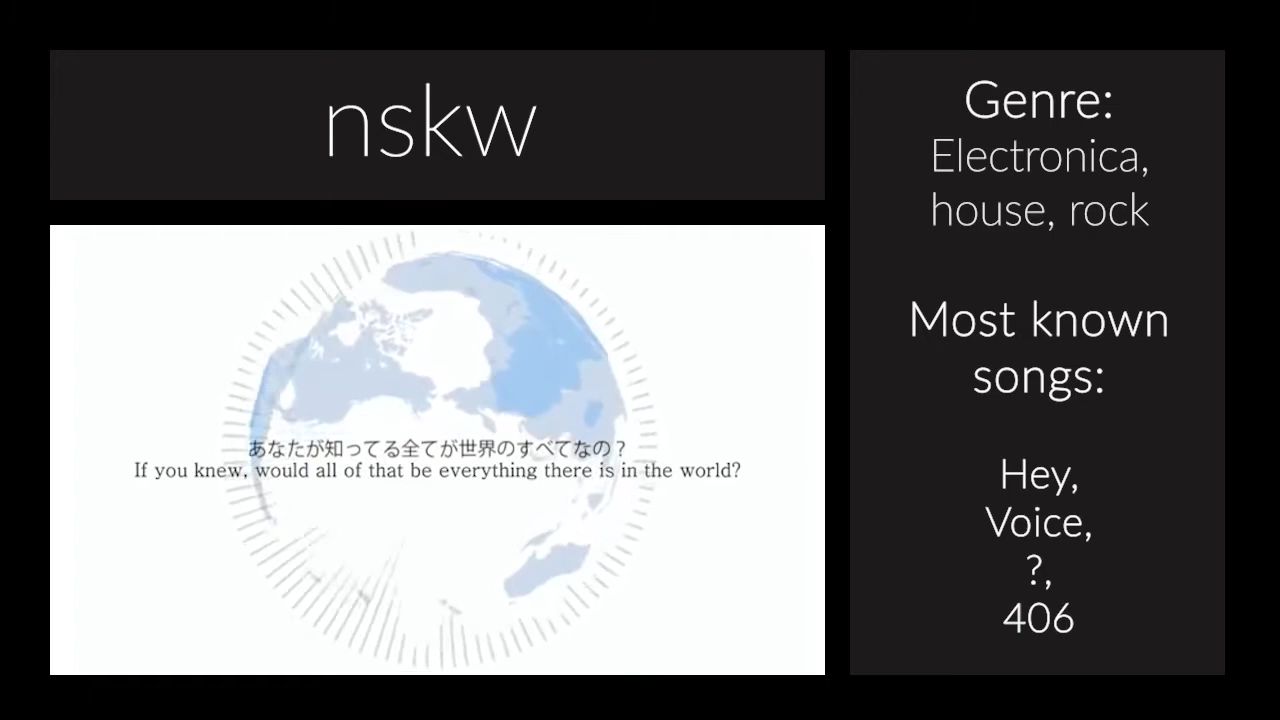 nskw
あなたが知ってる全てが世界のすべてなの？
If you knew, would all of that be everything there is in the world?
Genre:
Electronica,
house, rock
Most known
songs:
Hey,
Voice,
?,
406